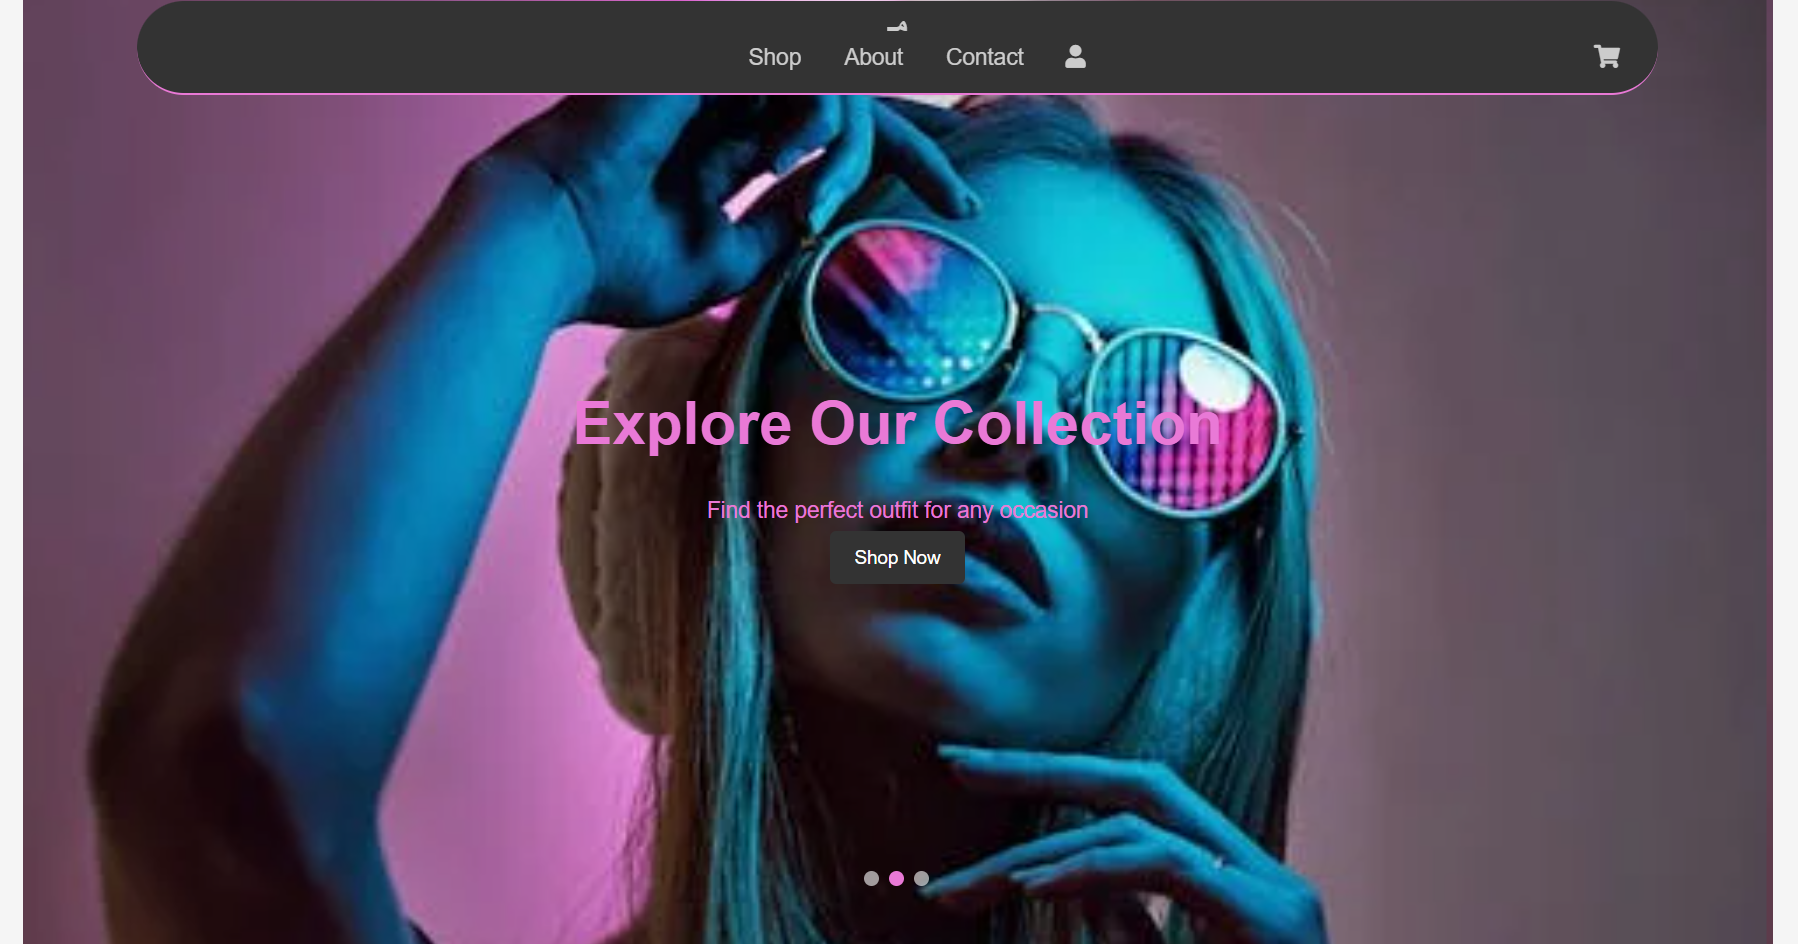 Shop About Contact
Explore Our Collection
Find the perfect outfit for any occasion
Shop Now